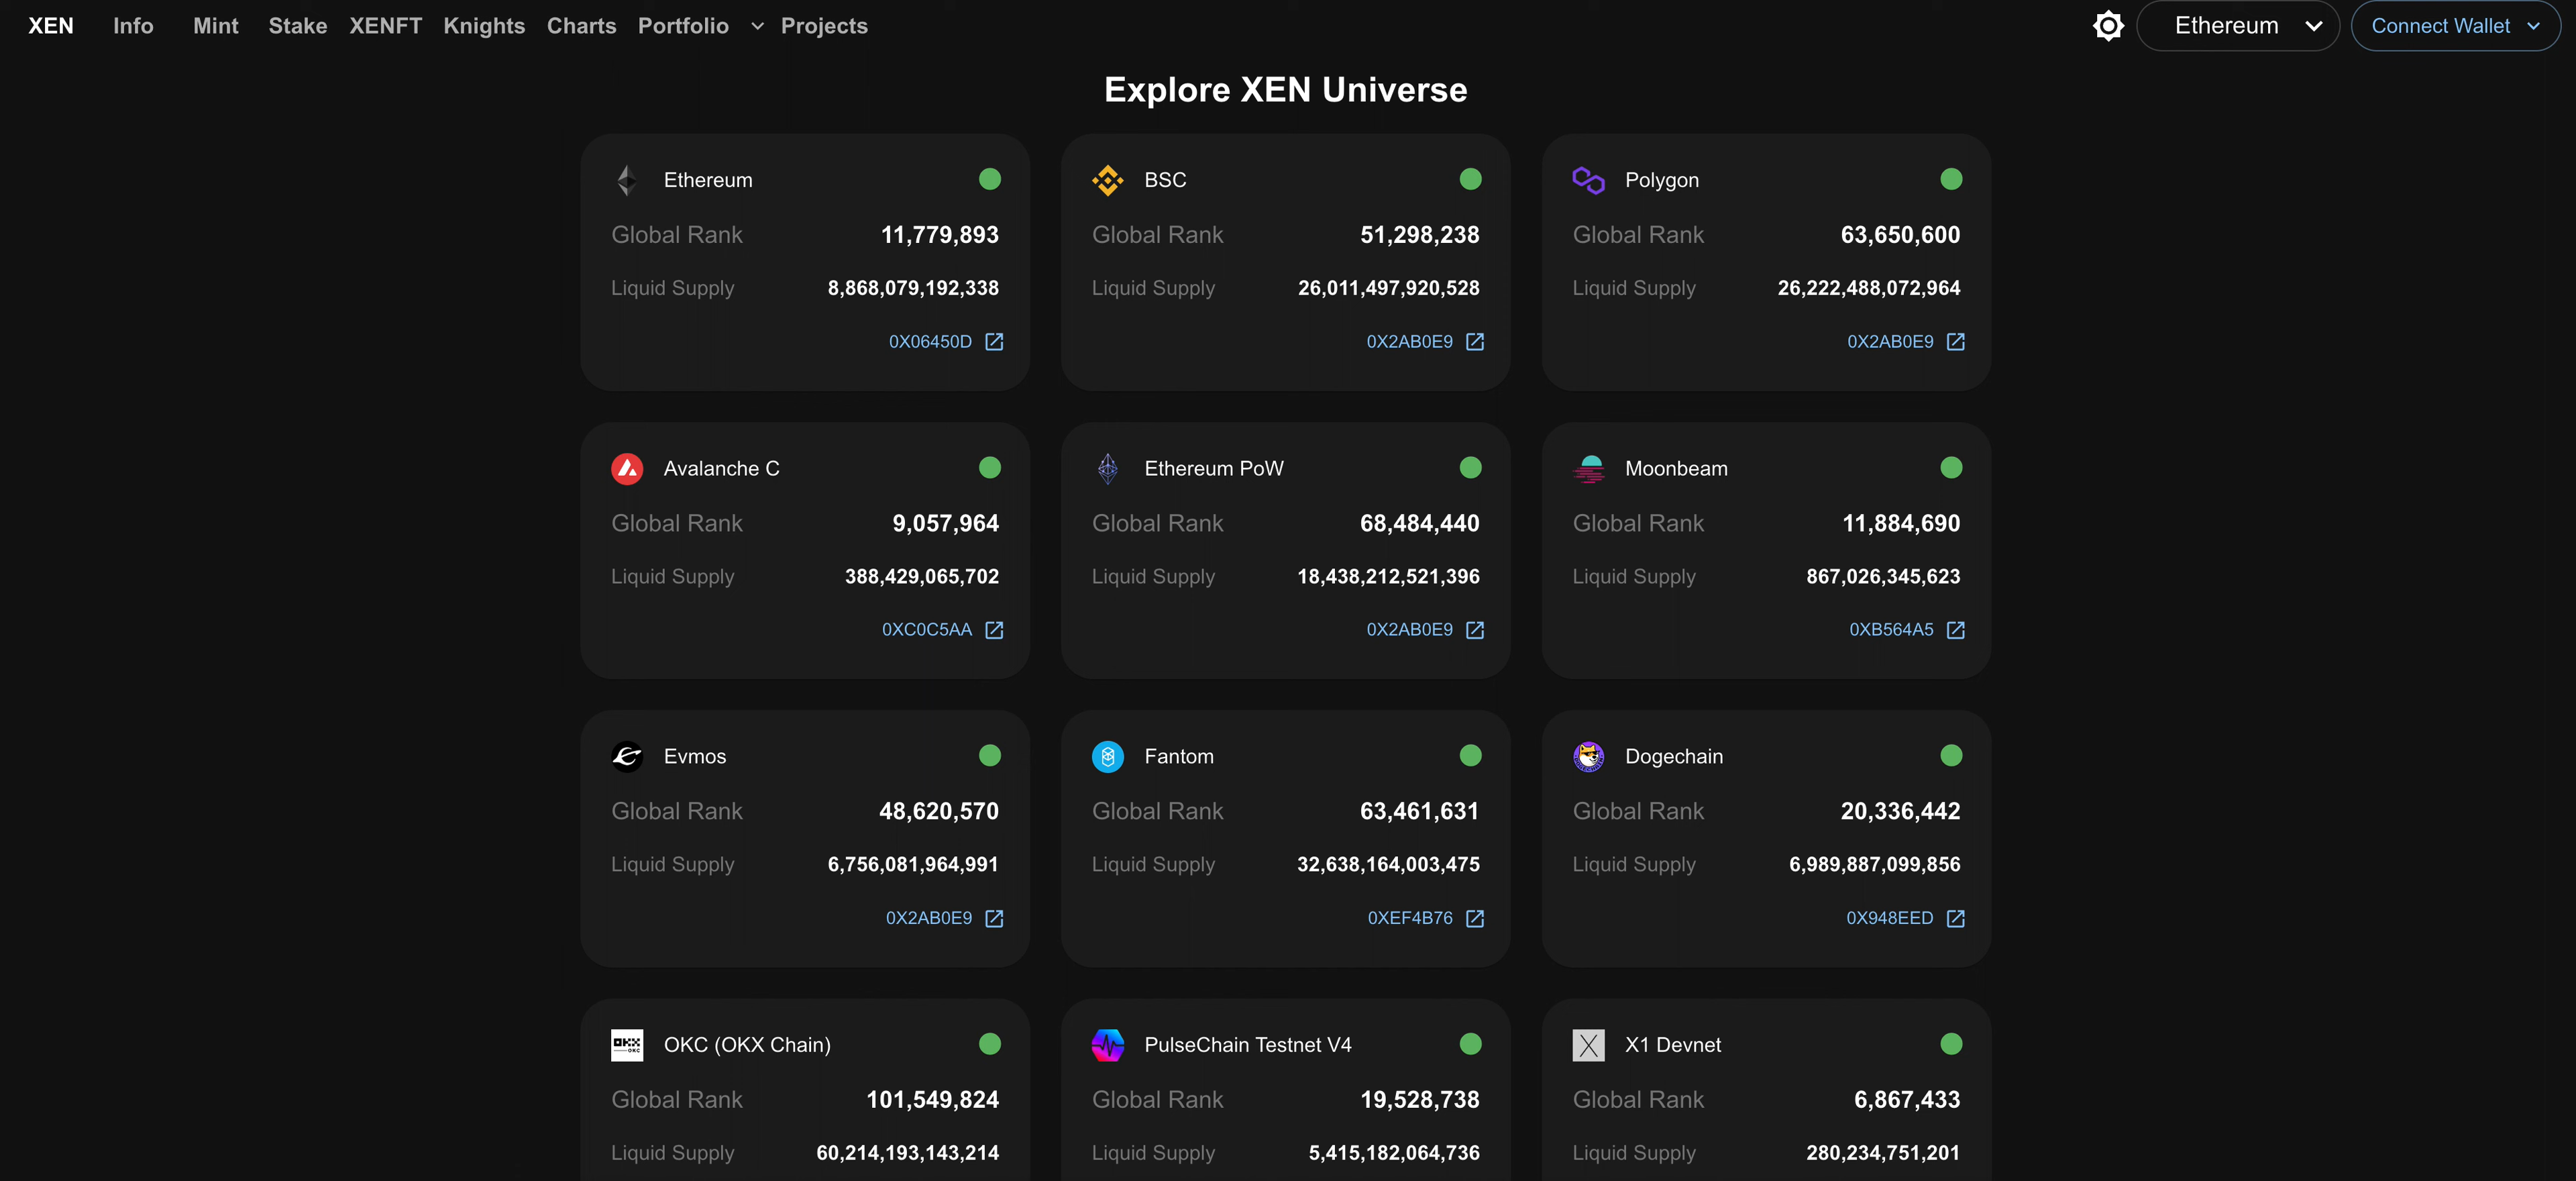 XEN Info Mint Stake XENFT Knights Charts Portfolio Projects Ethereum Connect Wallet
Explore XEN Universe
Ethereum
Global Rank 11,779,893
Liquid Supply 8,868,079,192,338
0X06450D
BSC
Global Rank 51,298,238
Liquid Supply 26,011,497,920,528
0X2AB0E9
Polygon
Global Rank 63,650,600
Liquid Supply 26,222,488,072,964
0X2AB0E9
Avalanche C
Global Rank 9,057,964
Liquid Supply 388,429,065,702
0XC0C5AA
Ethereum PoW
Global Rank 68,484,440
Liquid Supply 18,438,212,521,396
0X2AB0E9
Moonbeam
Global Rank 11,884,690
Liquid Supply 867,026,345,623
0XB564A5
Evmos
Global Rank 48,620,570
Liquid Supply 6,756,081,964,991
0X2AB0E9
Fantom
Global Rank 63,461,631
Liquid Supply 32,638,164,003,475
0XEF4B76
Dogechain
Global Rank 20,336,442
Liquid Supply 6,989,887,099,856
0X948EED
OKX
OKC
OKC (OKX Chain)
Global Rank 101,549,824
Liquid Supply 60,214,193,143,214
PulseChain Testnet V4
Global Rank 19,528,738
Liquid Supply 5,415,182,064,736
X
X1 Devnet
Global Rank 6,867,433
Liquid Supply 280,234,751,201